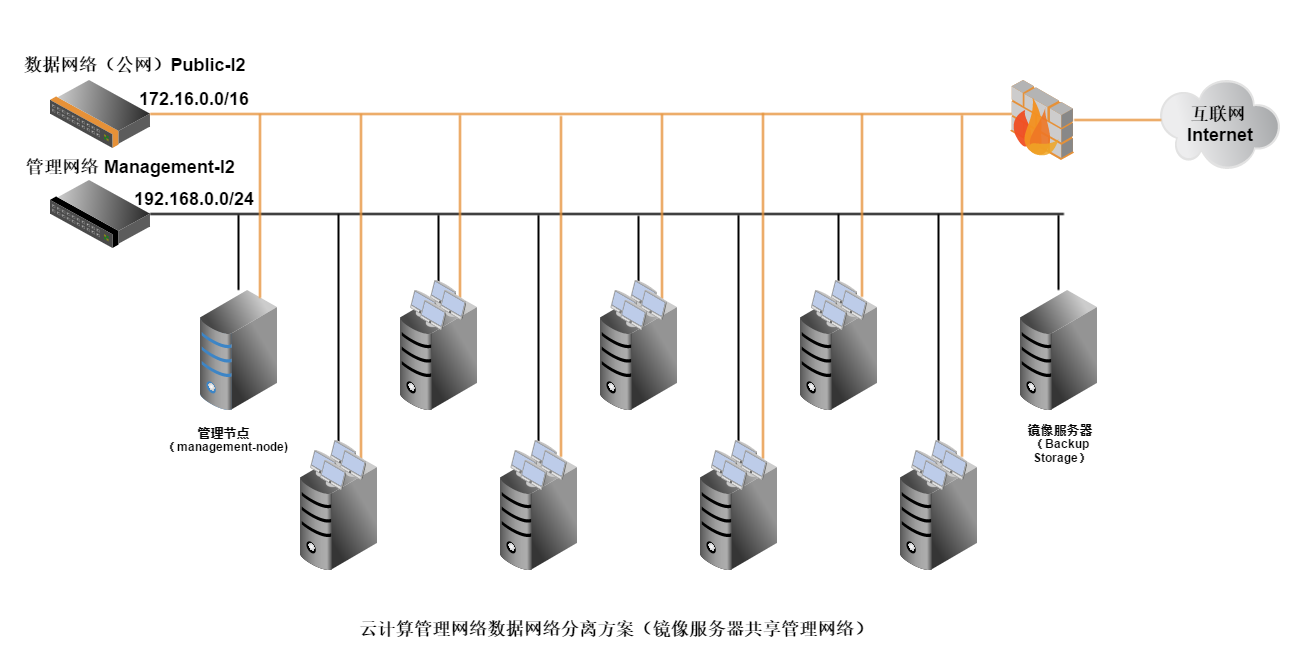 数据网络（公网）Public-l2
172.16.0.0/16
互联网
Internet
管理网络 Management-l2
192.168.0.0/24
管理节点
（management-node)
镜像服务器
（Backup
Storage）
云计算管理网络数据网络分离方案（镜像服务器共享管理网络）